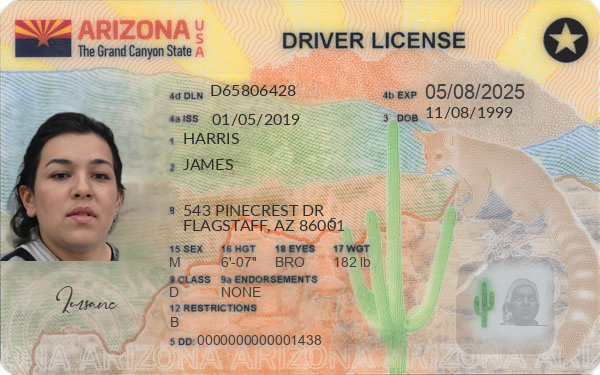 ARIZONA USA
The Grand Canyon State
DRIVER LICENSE
4d DLN D65806428
4b EXP 05/08/2025
4a ISS 01/05/2019
3 DOB 11/08/1999
1 HARRIS
2 JAMES
8 543 PINECREST DR
FLAGSTAFF, AZ 86001
15 SEX 16 HGT 18 EYES 17 WGT
M 6'-07" BRO 182 lb
9 CLASS 9a ENDORSEMENTS
D NONE
12 RESTRICTIONS
B
5 DD: 0000000000001438
ARIZONA ARIZONA ARIZONA ARIZONA